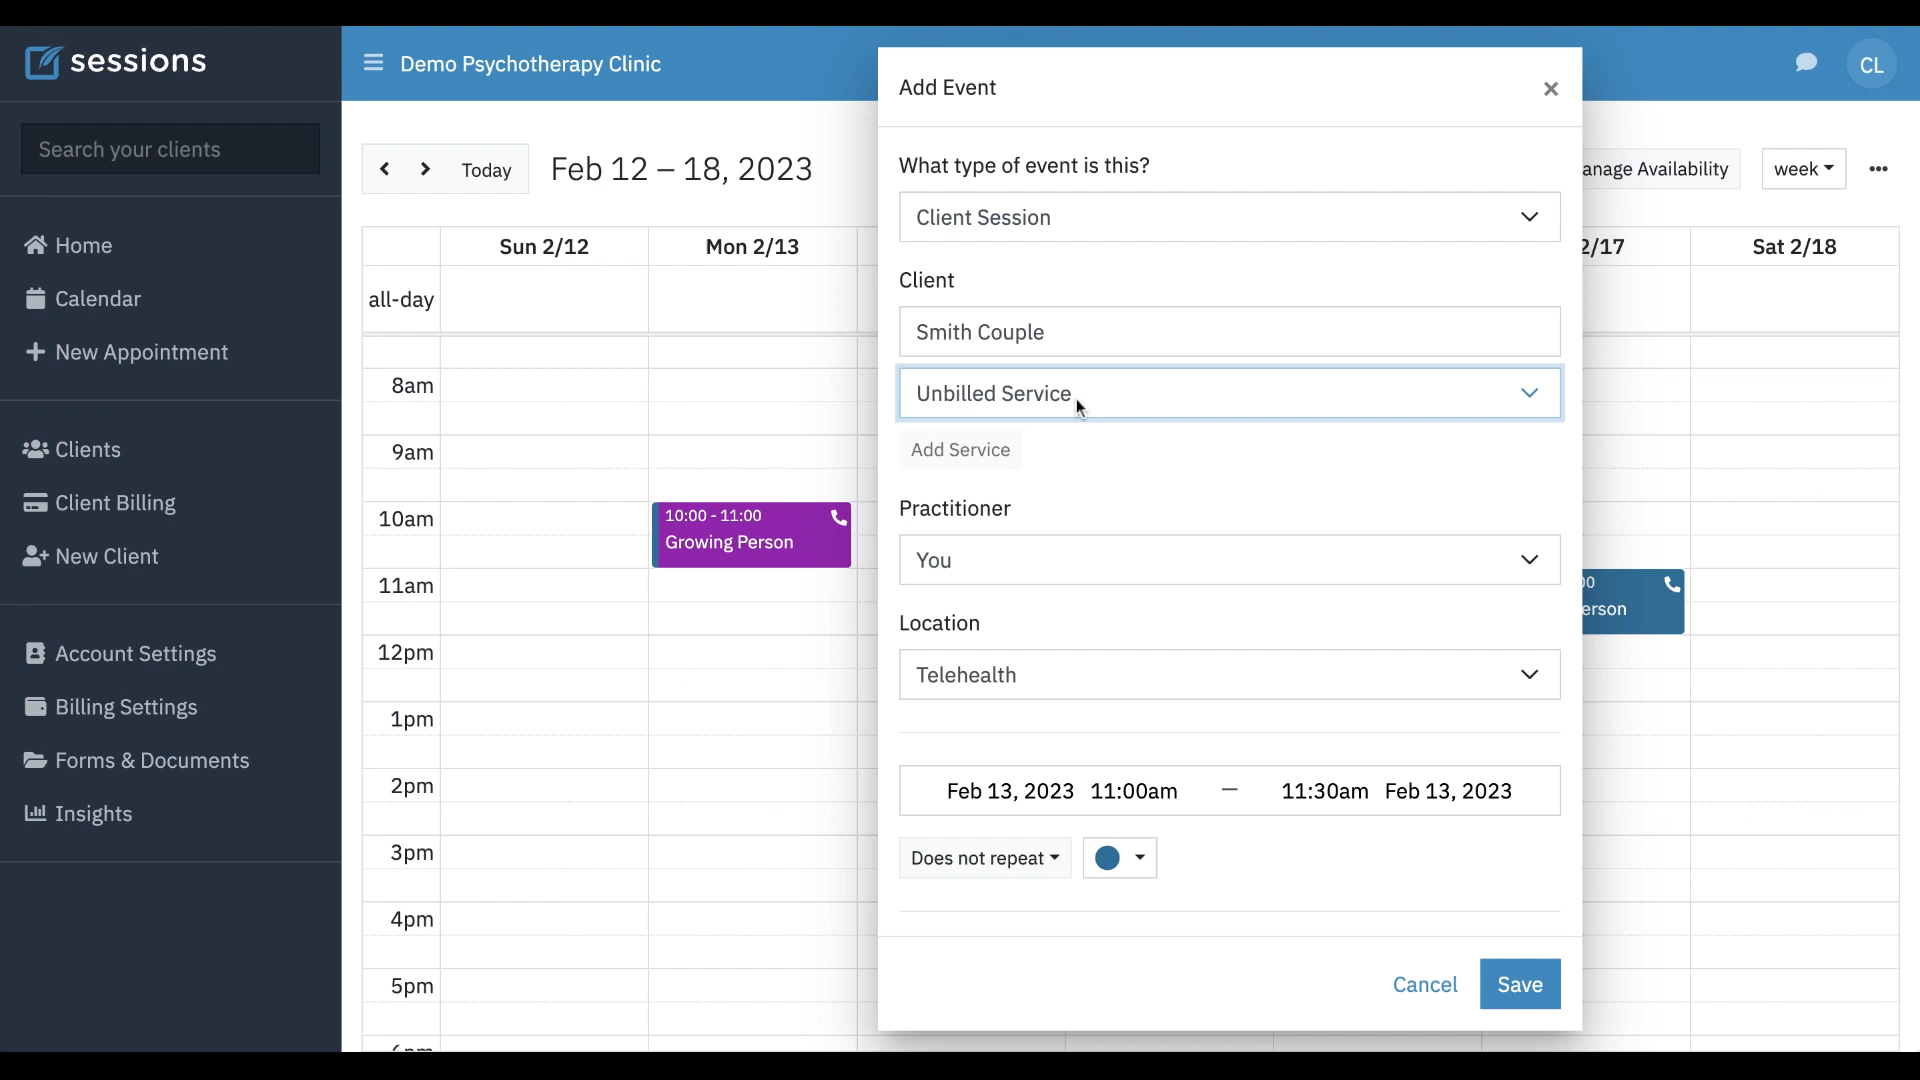 sessions
Demo Psychotherapy Clinic
CL
Search your clients
Home
Calendar
New Appointment
Clients
Client Billing
New Client
Account Settings
Billing Settings
Forms & Documents
Insights
Today
Feb 12 – 18, 2023
Availability
week
Sun 2/12
Mon 2/13
2/17
Sat 2/18
all-day
8am
9am
10am
11am
12pm
1pm
2pm
3pm
4pm
5pm
10:00 - 11:00
Growing Person
Add Event
×
What type of event is this?
Client Session
Client
Smith Couple
Unbilled Service
Add Service
Practitioner
You
Location
Telehealth
Feb 13, 2023 11:00am – 11:30am Feb 13, 2023
Does not repeat
Cancel
Save